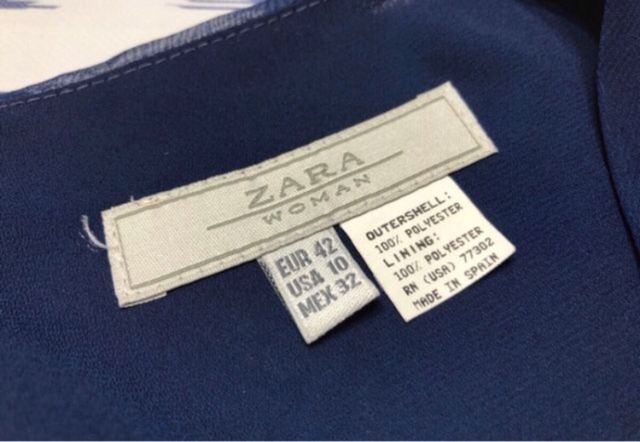 ZARA
WOMAN
EUR 42
USA 10
MEX 32
OUTERSHELL:
100% POLYESTER
LINING:
100% POLYESTER
RN (USA) 77302
MADE IN SPAIN